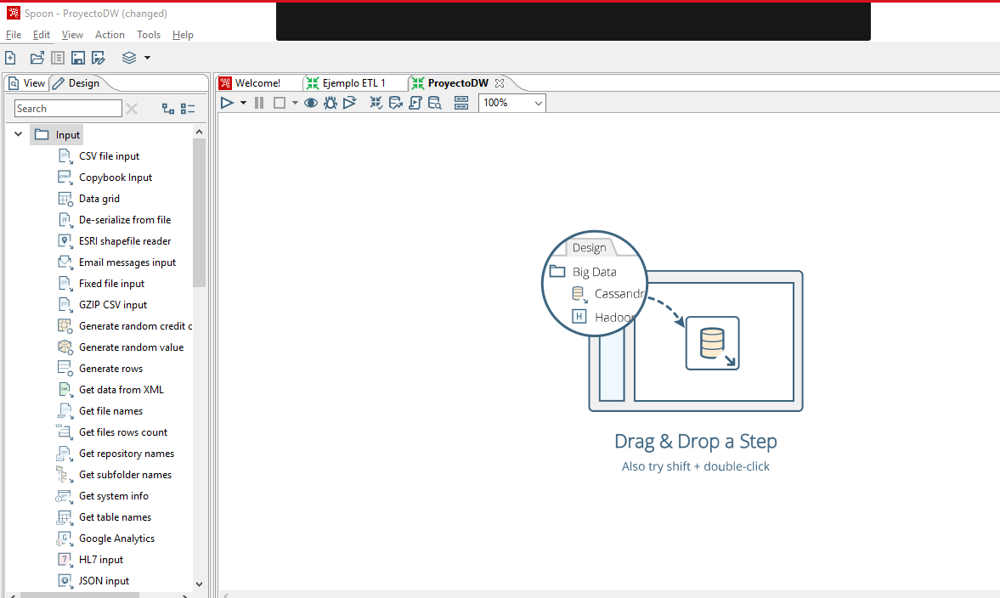 Spoon - ProyectoDW (changed)
File Edit View Action Tools Help
View Design
Welcome! Ejemplo ETL 1 ProyectoDW
Search
100%
Input
CSV file input
Copybook Input
Data grid
De-serialize from file
ESRI shapefile reader
Email messages input
Fixed file input
GZIP CSV input
Generate random credit c
Generate random value
Generate rows
Get data from XML
Get file names
Get files rows count
Get repository names
Get subfolder names
Get system info
Get table names
Google Analytics
HL7 input
JSON input
Design
Big Data
Cassandr
Hadoop
Drag & Drop a Step
Also try shift + double-click